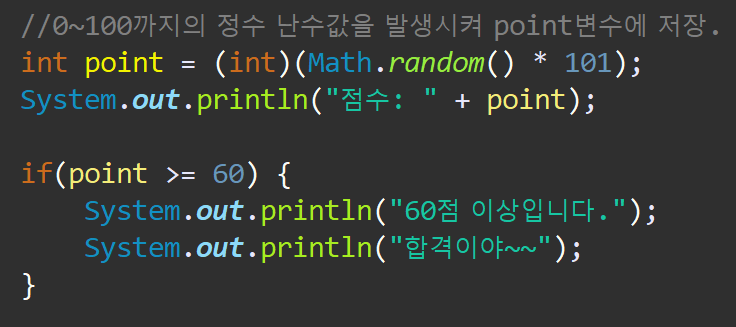 //0~100까지의 정수 난수값을 발생시켜 point변수에 저장.
int point = (int)(Math.random() * 101);
System.out.println("점수: " + point);
if(point >= 60) {
System.out.println("60점 이상입니다.");
System.out.println("합격이야~~");
}